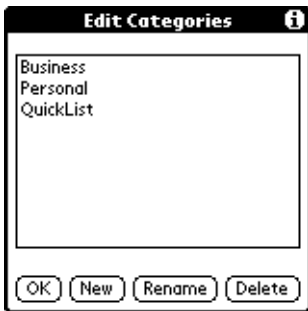 Edit Categories i
Business
Personal
QuickList
OK New Rename Delete